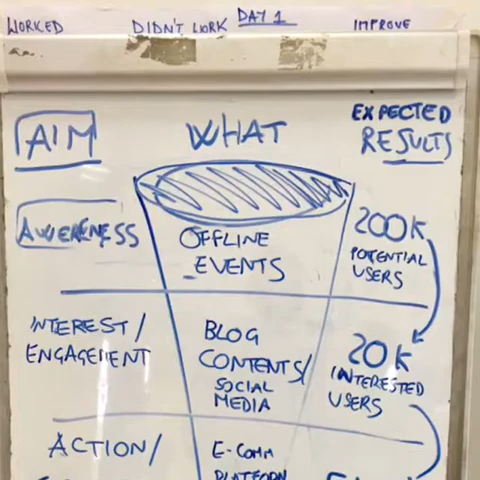 WORKED DIDN'T WORK DAY 1 IMPROVE
AIM WHAT EXPECTED RESULTS
AWERENESS
OFFLINE
EVENTS
200K
POTENTIAL
USERS
INTEREST/
ENGAGEMENT
BLOG
CONTENTS/
SOCIAL
MEDIA
20K
INTERESTED
USERS
ACTION/
E-COMM
PLATFORM